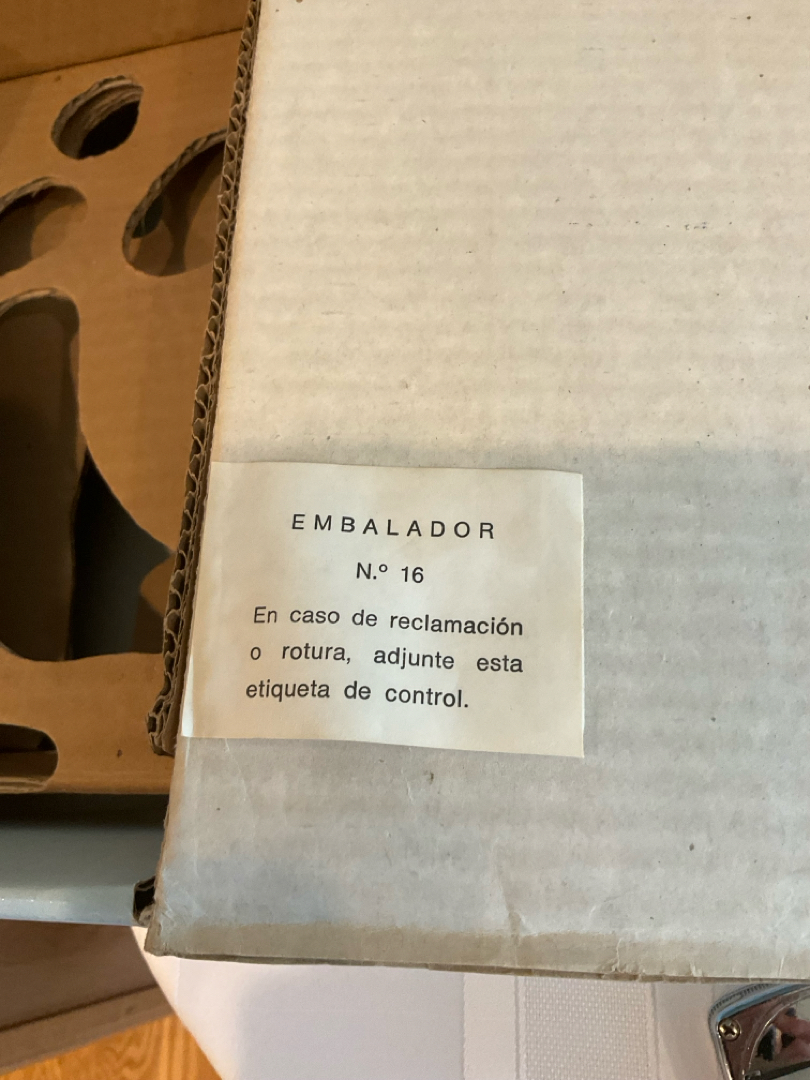 EMBALADOR
N.º 16
En caso de reclamación
o rotura, adjunte esta
etiqueta de control.